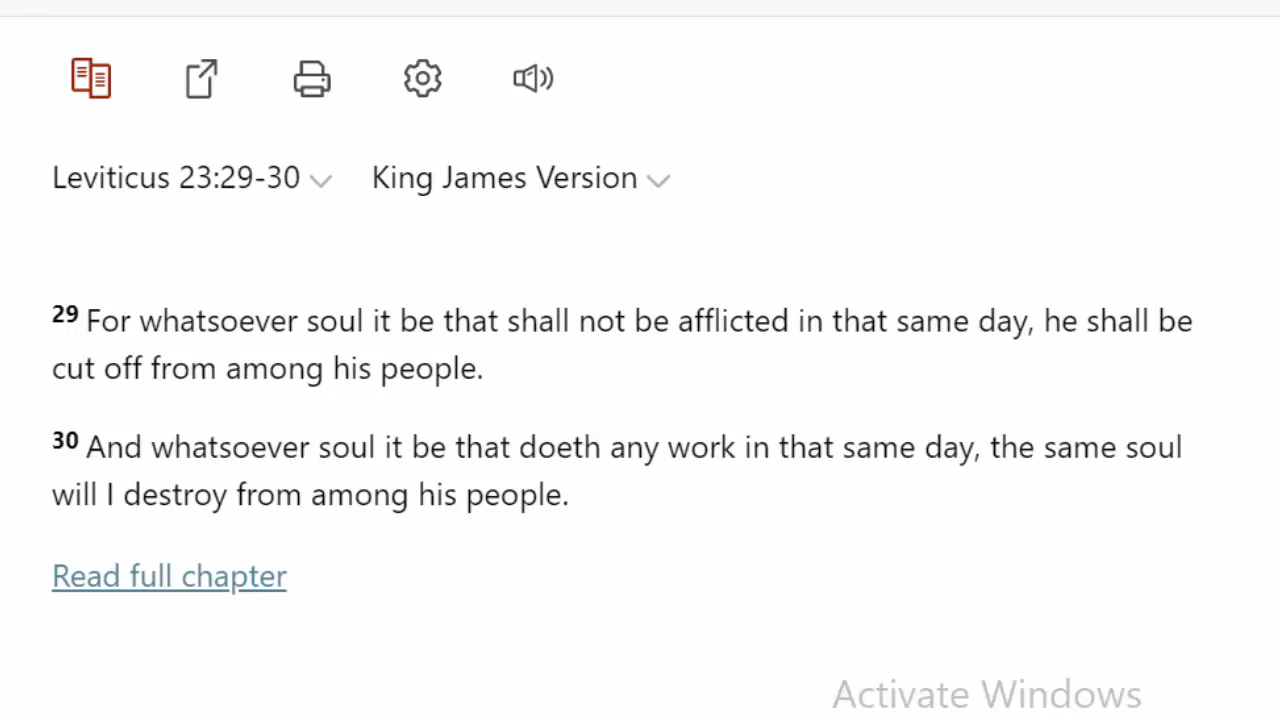 Leviticus 23:29-30 King James Version
29 For whatsoever soul it be that shall not be afflicted in that same day, he shall be
cut off from among his people.
30 And whatsoever soul it be that doeth any work in that same day, the same soul
will I destroy from among his people.
Read full chapter
Activate Windows